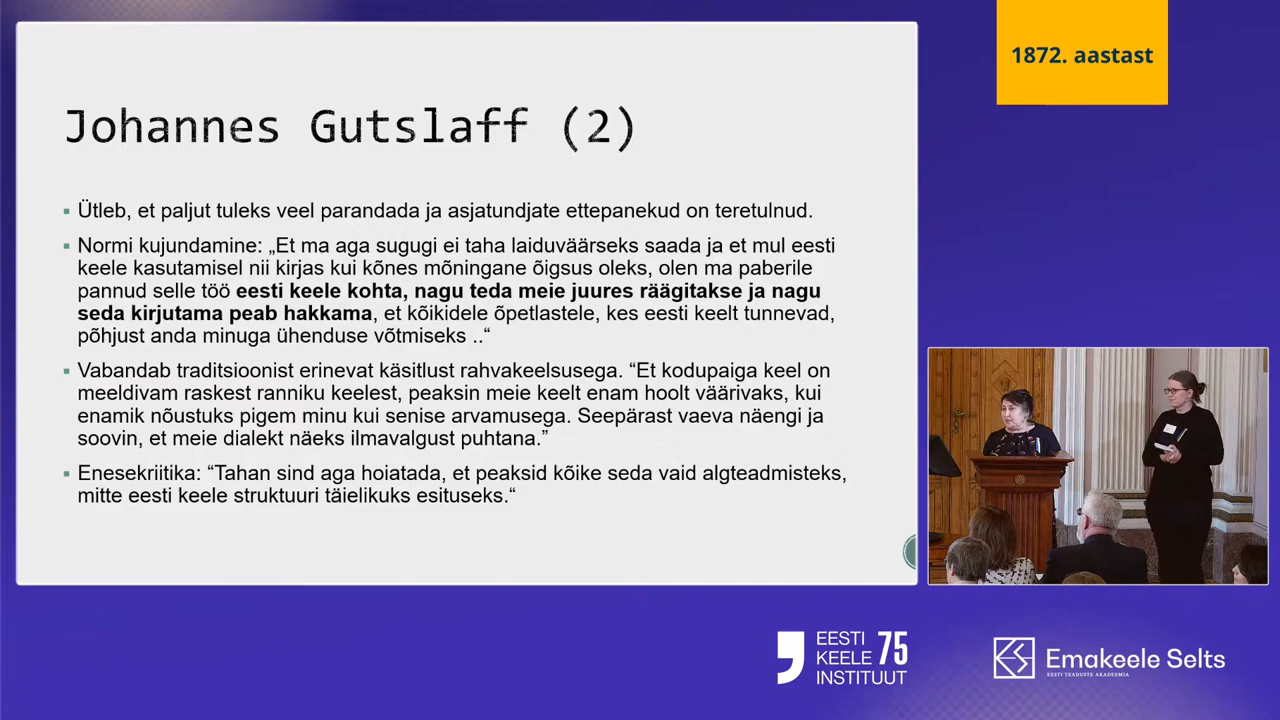 1872. aastast
Johannes Gutslaff (2)
Ütleb, et paljut tuleks veel parandada ja asjatundjate ettepanekud on teretulnud.
Normi kujundamine: „Et ma aga sugugi ei taha laiduväärseks saada ja et mul eesti
keele kasutamisel nii kirjas kui kõnes mõningane õigsus oleks, olen ma paberile
pannud selle töö eesti keele kohta, nagu teda meie juures räägitakse ja nagu
seda kirjutama peab hakkama, et kõikidele õpetlastele, kes eesti keelt tunnevad,
põhjust anda minuga ühenduse võtmiseks ..“
Vabandab traditsioonist erinevat käsitlust rahvakeelsusega. “Et kodupaiga keel on
meeldivam raskest ranniku keelest, peaksin meie keelt enam hoolt väärivaks, kui
enamik nõustuks pigem minu kui senise arvamusega. Seepärast vaeva näengi ja
soovin, et meie dialekt näeks ilmavalgust puhtana.”
Enesekriitika: “Tahan sind aga hoiatada, et peaksid kõike seda vaid algteadmisteks,
mitte eesti keele struktuuri täielikuks esituseks.“
EESTI
KEELE 75
INSTITUUT
Emakeele Selts
EESTI TEADUSTE AKADEEMIA